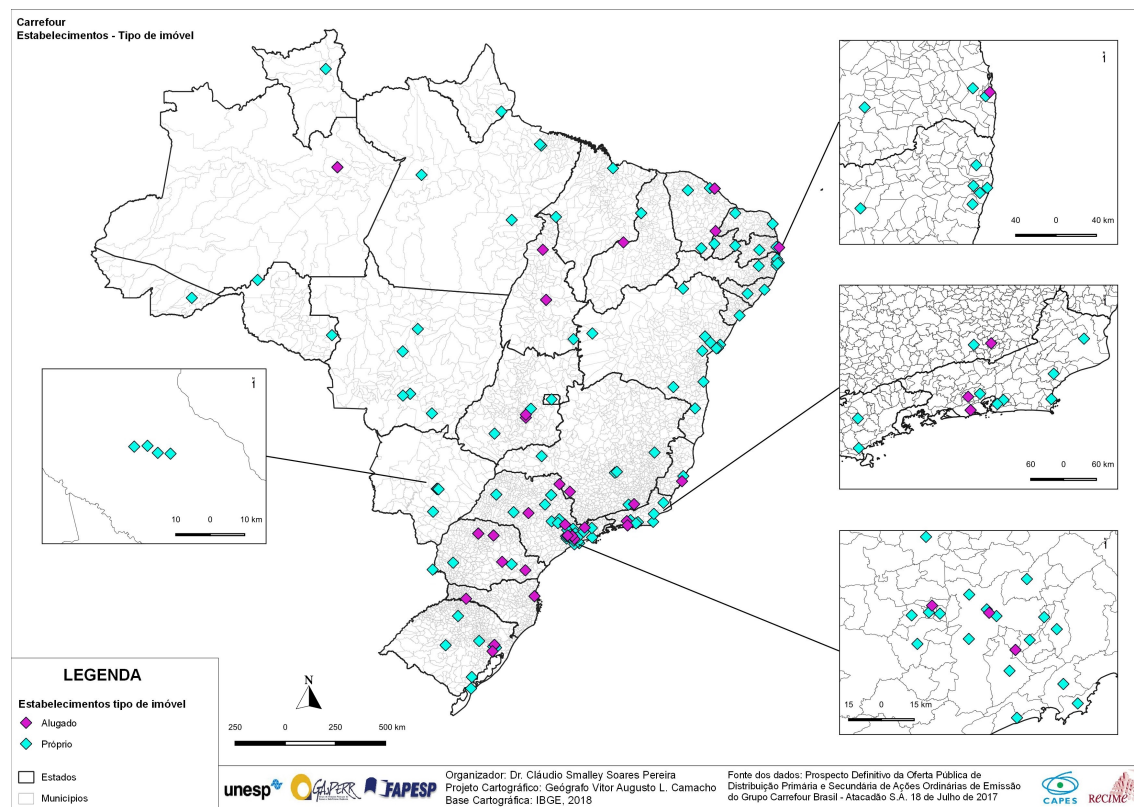 Carrefour
Estabelecimentos - Tipo de imóvel
40 0 40 km
60 0 60 km
10 0 10 km
15 0 15 km
N
250 0 250 500 km
LEGENDA
Estabelecimentos tipo de imóvel
Alugado
Próprio
Estados
Municípios
unesp
GAsPERR
FAPESP
Organizador: Dr. Cláudio Smalley Soares Pereira
Projeto Cartográfico: Geógrafo Vitor Augusto L. Camacho
Base Cartográfica: IBGE, 2018
Fonte dos dados: Prospecto Definitivo da Oferta Pública de
Distribuição Primária e Secundária de Ações Ordinárias de Emissão
do Grupo Carrefour Brasil - Atacadão S.A. 18 de Julho de 2017
CAPES
RECIME